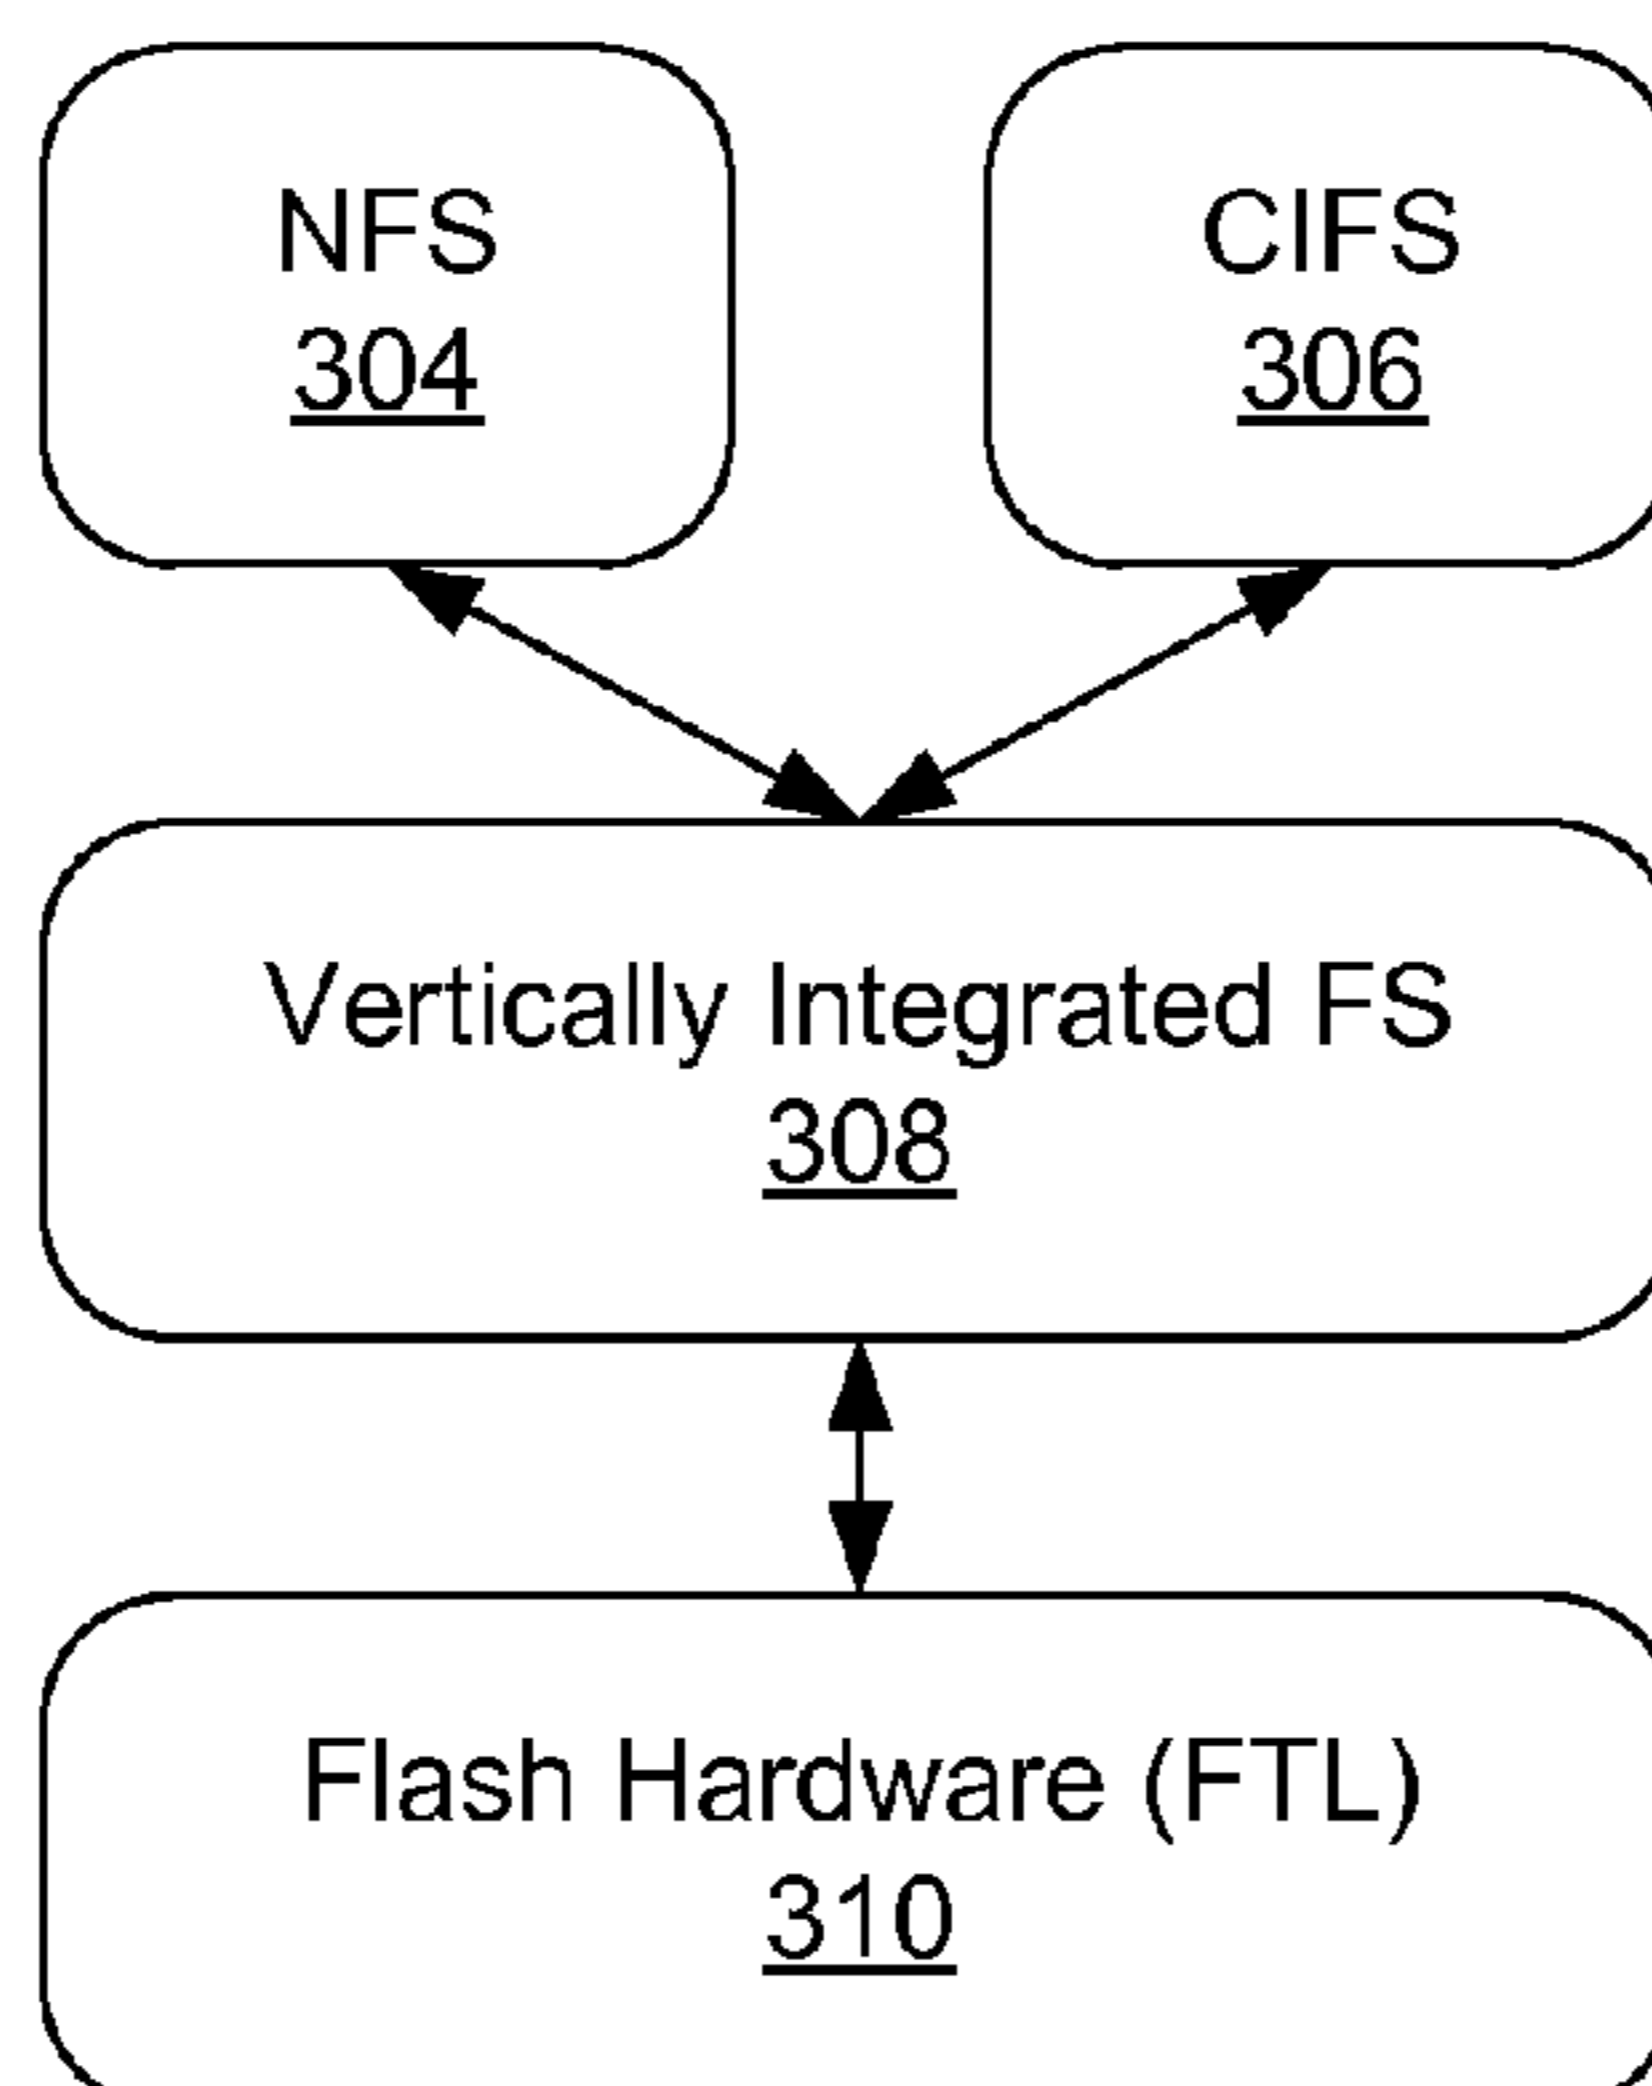 NFS
304
CIFS
306
Vertically Integrated FS
308
Flash Hardware (FTL)
310